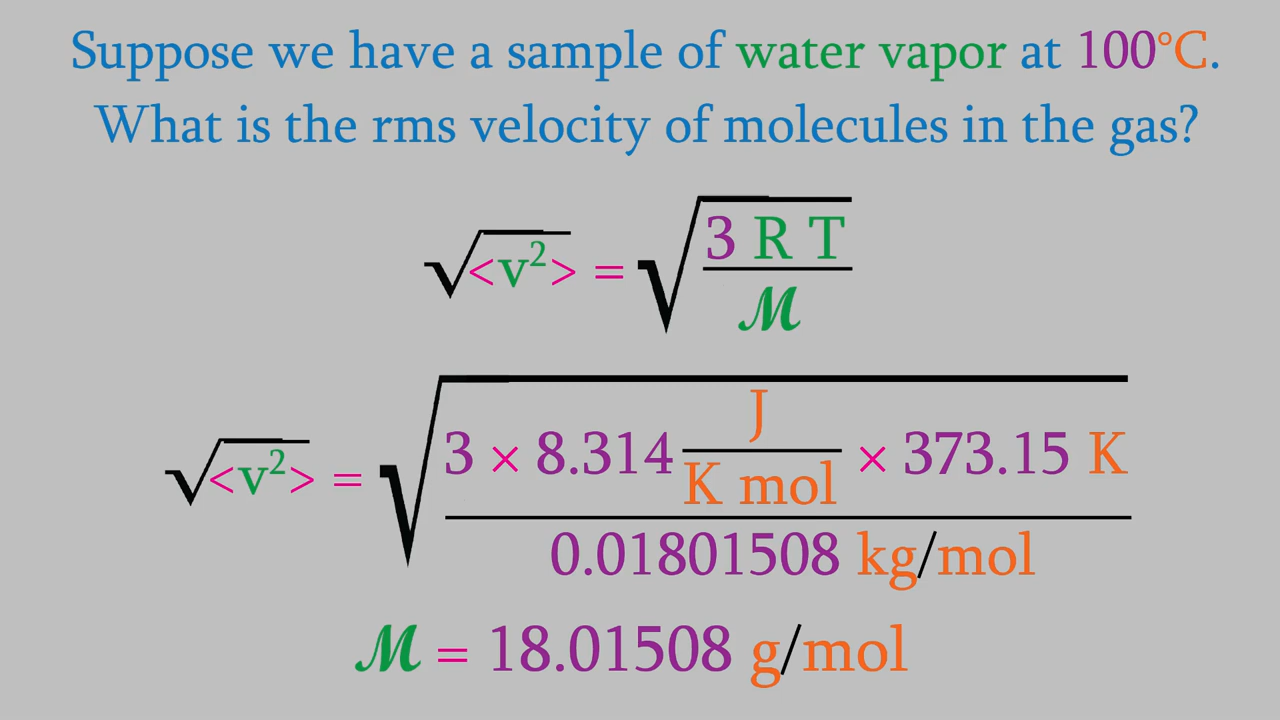 Suppose we have a sample of water vapor at 100°C.
What is the rms velocity of molecules in the gas?
√<v²> = √(3 R T / ℳ)
√<v²> = √(3 × 8.314 J / K mol × 373.15 K / 0.01801508 kg/mol)
ℳ = 18.01508 g/mol